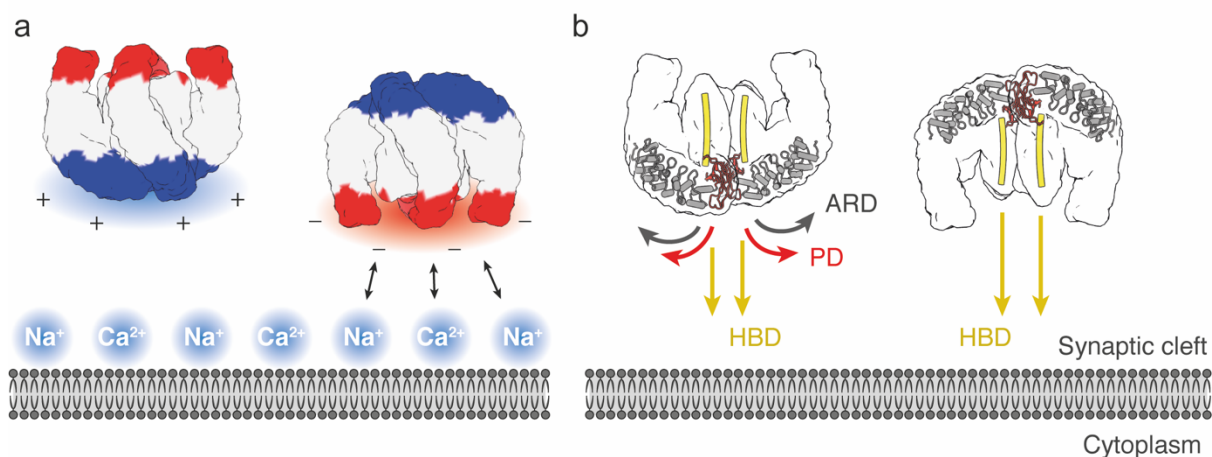 a
b
+
+
+
+
−
−
−
−
ARD
PD
Na⁺
Ca²⁺
Na⁺
Ca²⁺
Na⁺
Ca²⁺
Na⁺
HBD
HBD
Synaptic cleft
Cytoplasm